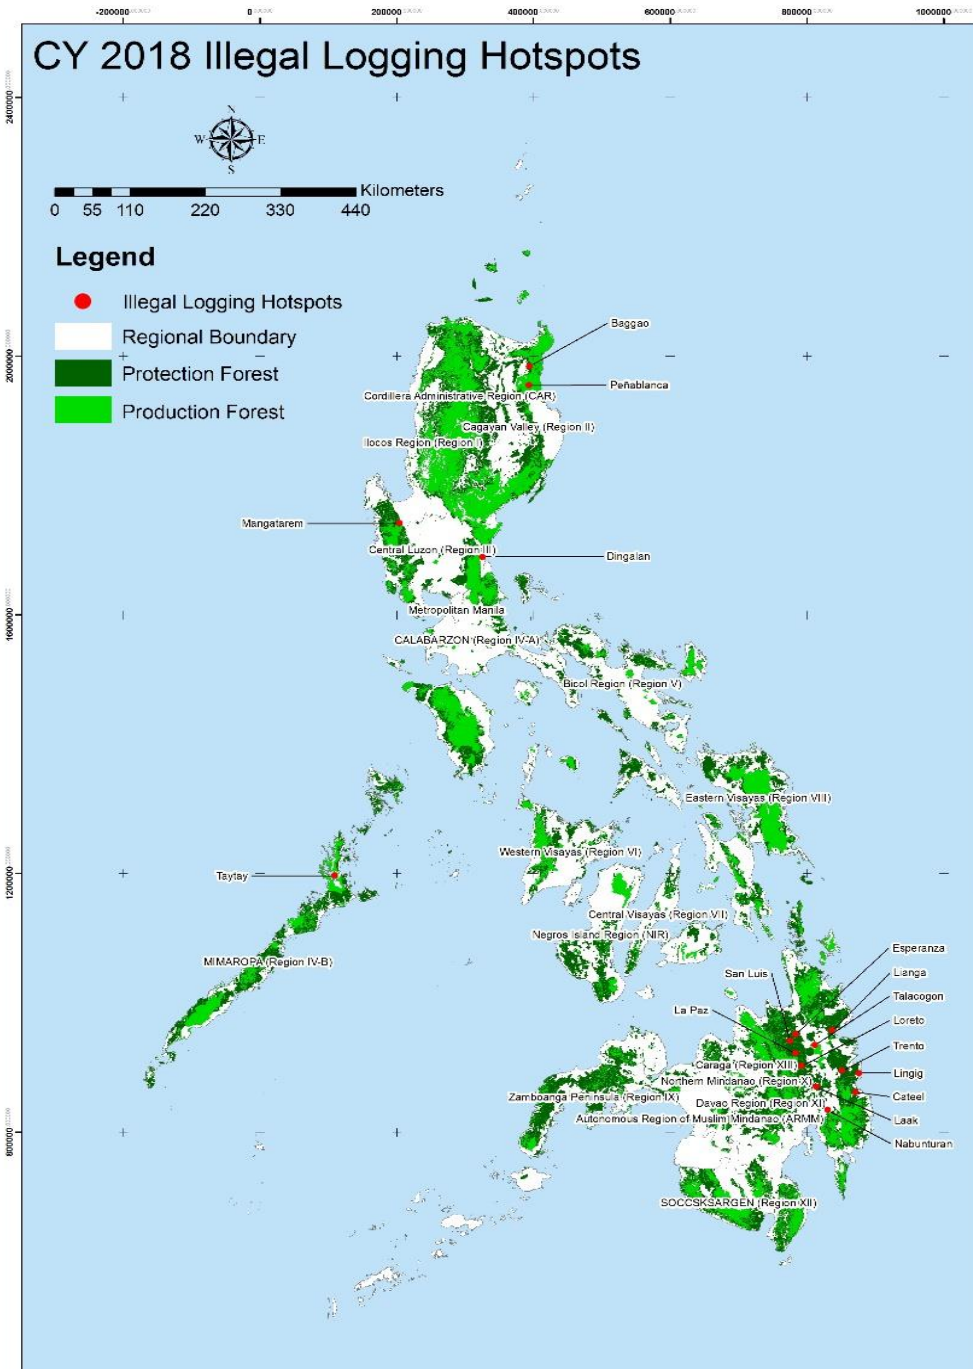 -200000
0
200000
400000
600000
800000
1000000
CY 2018 Illegal Logging Hotspots
2400000
N
W E
S
Kilometers
0 55 110 220 330 440
Legend
Illegal Logging Hotspots
Regional Boundary
Protection Forest
Production Forest
Baggao
2000000
Peñablanca
Cordillera Administrative Region (CAR)
Cagayan Valley (Region II)
Ilocos Region (Region I)
Mangatarem
Central Luzon (Region III)
Dingalan
Metropolitan Manila
1600000
CALABARZON (Region IV-A)
Bicol Region (Region V)
Eastern Visayas (Region VIII)
Western Visayas (Region VI)
1200000
Taytay
Central Visayas (Region VII)
Negros Island Region (NIR)
Esperanza
MIMAROPA (Region IV-B)
San Luis
Lianga
Talacogon
La Paz
Loreto
Trento
Caraga (Region XIII)
Lingig
Northern Mindanao (Region X)
Zamboanga Peninsula (Region IX)
Cateel
Davao Region (Region XI)
Autonomous Region of Muslim Mindanao (ARMM)
Laak
800000
Nabunturan
SOCCSKSARGEN (Region XII)